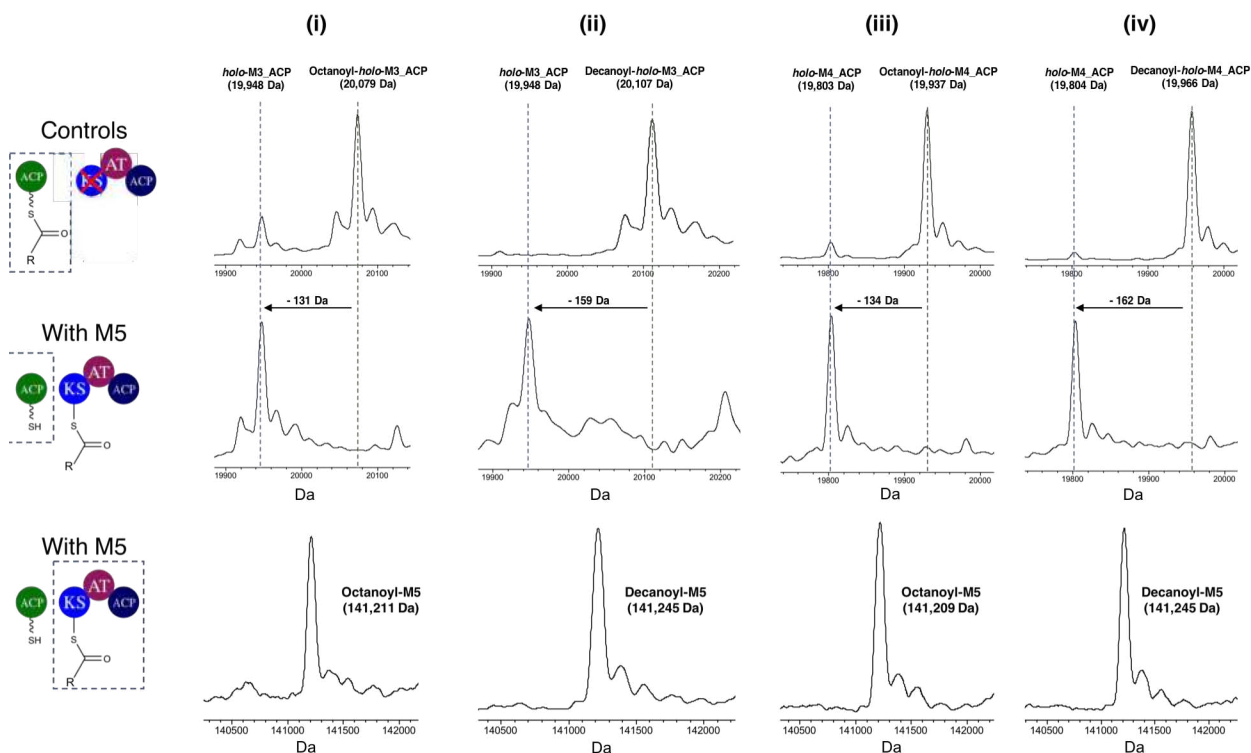 (i) (ii) (iii) (iv)
holo-M3_ACP Octanoyl-holo-M3_ACP holo-M3_ACP Decanoyl-holo-M3_ACP holo-M4_ACP Octanoyl-holo-M4_ACP holo-M4_ACP Decanoyl-holo-M4_ACP
(19,948 Da) (20,079 Da) (19,948 Da) (20,107 Da) (19,803 Da) (19,937 Da) (19,804 Da) (19,966 Da)
Controls
AT
ACP KS ACP
S
O
R
19900 20000 20100 19900 20000 20100 20200 19800 19900 20000 19800 19900 20000
- 131 Da - 159 Da - 134 Da - 162 Da
With M5
AT
ACP KS ACP
SH S
O
R
19900 20000 20100 19900 20000 20100 20200 19800 19900 20000 19800 19900 20000
Da Da Da Da
With M5
AT
ACP KS ACP
SH S
O
R
Octanoyl-M5 Decanoyl-M5 Octanoyl-M5 Decanoyl-M5
(141,211 Da) (141,245 Da) (141,209 Da) (141,245 Da)
140500 141000 141500 142000 140500 141000 141500 142000 140500 141000 141500 142000 140500 141000 141500 142000
Da Da Da Da